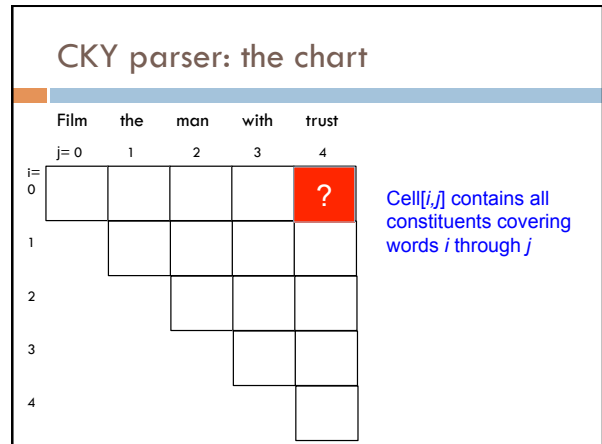 CKY parser: the chart
Film the man with trust
j= 0 1 2 3 4
i=
0
?
Cell[i,j] contains all
constituents covering
words i through j
1
2
3
4